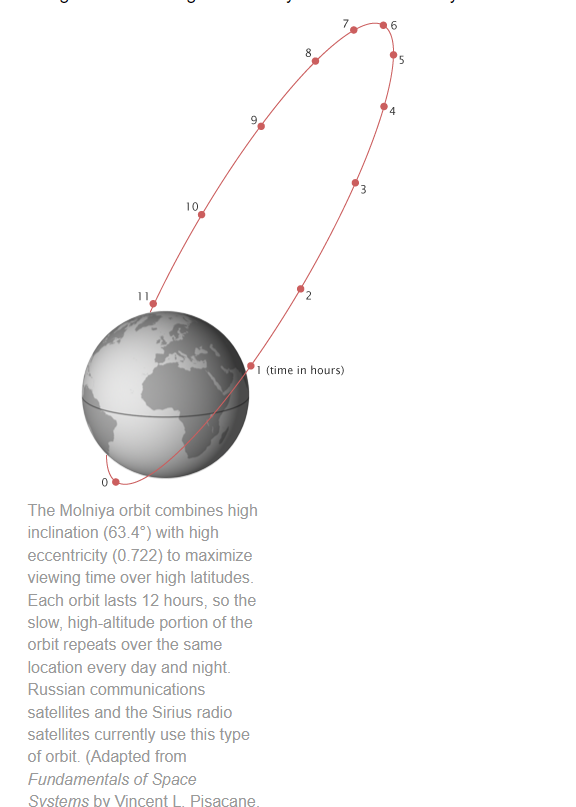 7
6
8
5
4
9
3
10
11
2
1 (time in hours)
0
The Molniya orbit combines high
inclination (63.4°) with high
eccentricity (0.722) to maximize
viewing time over high latitudes.
Each orbit lasts 12 hours, so the
slow, high-altitude portion of the
orbit repeats over the same
location every day and night.
Russian communications
satellites and the Sirius radio
satellites currently use this type
of orbit. (Adapted from
Fundamentals of Space
Systems by Vincent L. Pisacane.